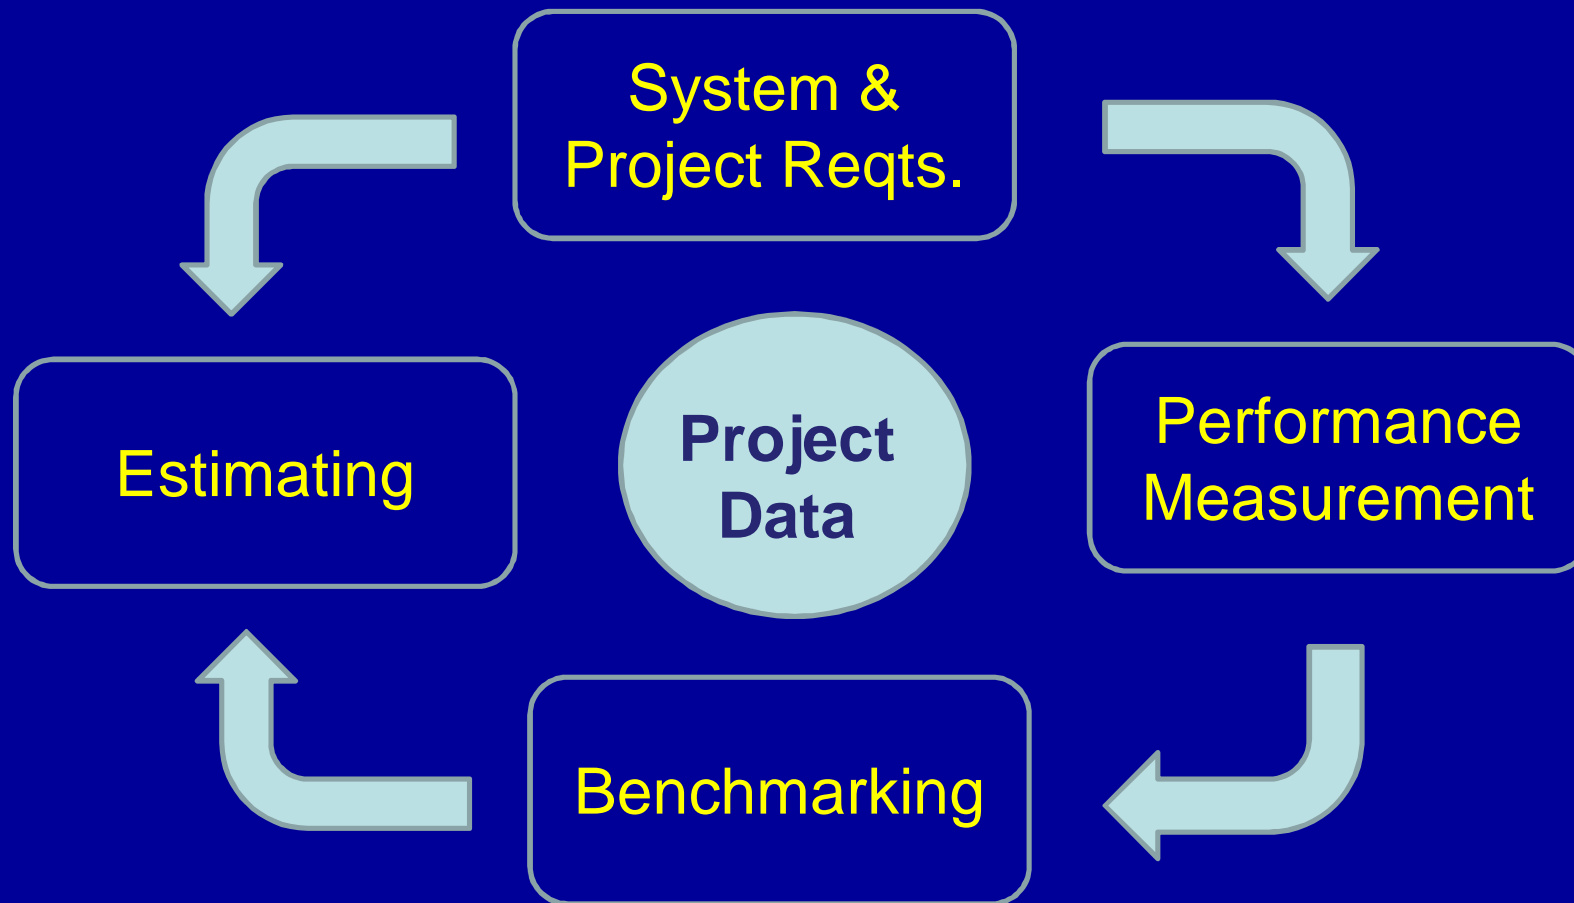 System &
Project Reqts.
Estimating
Project
Data
Performance
Measurement
Benchmarking